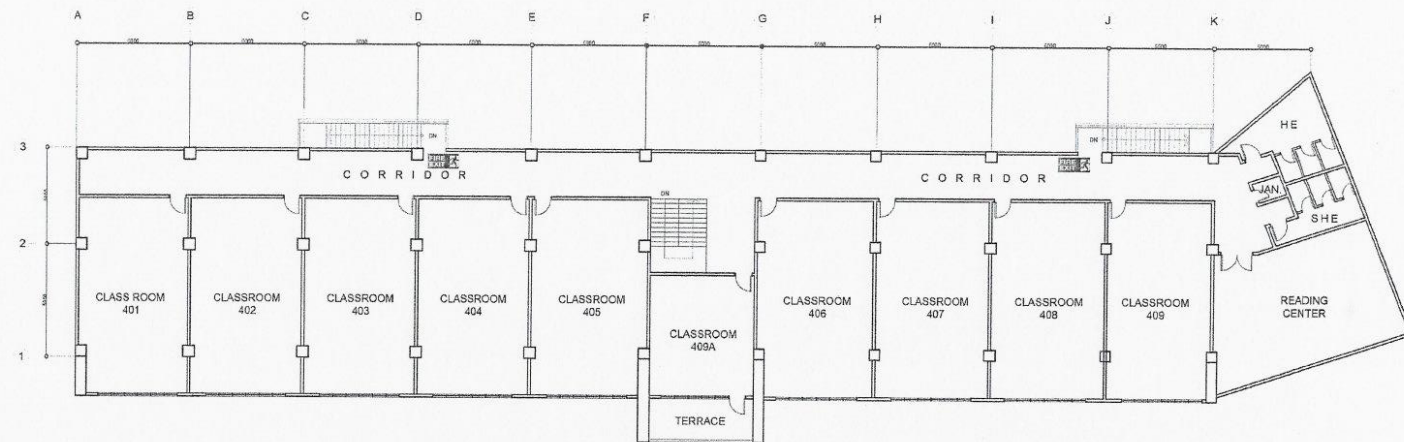 A B C D E F G H I J K
3
2
1
DN
FIRE EXIT
CORRIDOR
DN
DN
FIRE EXIT
CORRIDOR
HE
JAN.
SHE
CLASS ROOM
401
CLASSROOM
402
CLASSROOM
403
CLASSROOM
404
CLASSROOM
405
CLASSROOM
409A
CLASSROOM
406
CLASSROOM
407
CLASSROOM
408
CLASSROOM
409
READING
CENTER
TERRACE